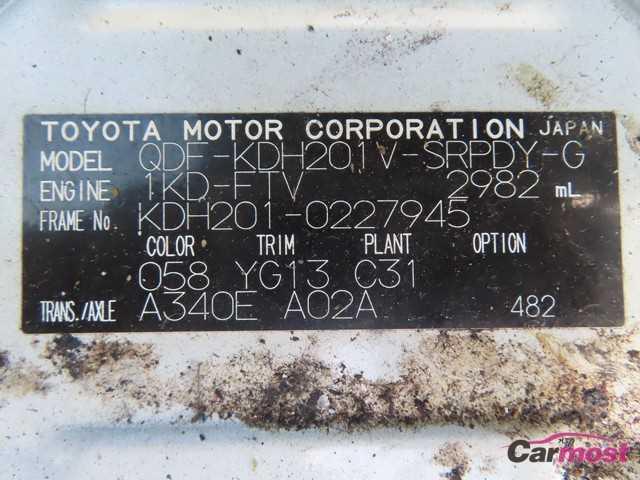 TOYOTA MOTOR CORPORATION JAPAN
MODEL QDF-KDH201V-SRPDY-G
ENGINE 1KD-FTV 2982 mL
FRAME No. KDH201-0227945
COLOR TRIM PLANT OPTION
058 YG13 C31
TRANS./AXLE A340E A02A 482
Carmost